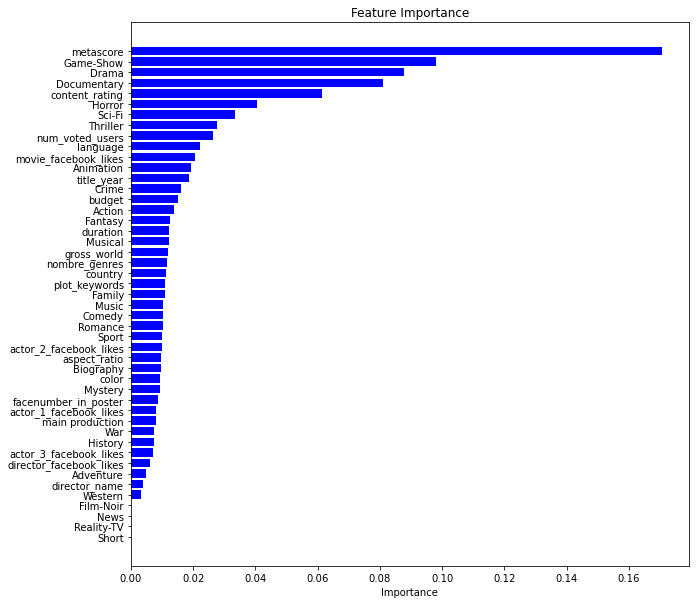 Feature Importance
metascore
Game-Show
Drama
Documentary
content_rating
Horror
Sci-Fi
Thriller
num_voted_users
language
movie_facebook_likes
Animation
title_year
Crime
budget
Action
Fantasy
duration
Musical
gross_world
nombre_genres
country
plot_keywords
Family
Music
Comedy
Romance
Sport
actor_2_facebook_likes
aspect_ratio
Biography
color
Mystery
facenumber_in_poster
actor_1_facebook_likes
main production
War
History
actor_3_facebook_likes
director_facebook_likes
Adventure
director_name
Western
Film-Noir
News
Reality-TV
Short
0.00 0.02 0.04 0.06 0.08 0.10 0.12 0.14 0.16
Importance